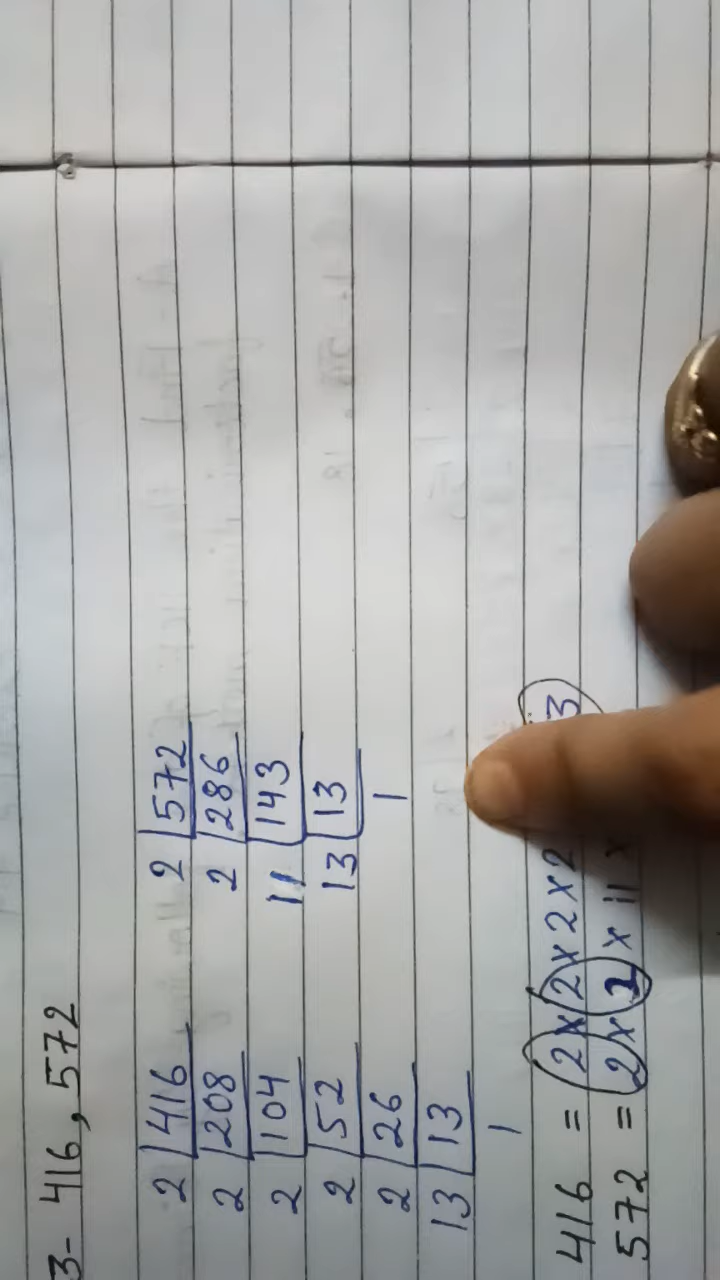 3- 416, 572
2 416 2 572
2 208 2 286
2 104 11 143
2 52 13 13
2 26 1
13 13
1
416 = 2 x 2 x 2 x 2 3
572 = 2 x 2 x 11 x